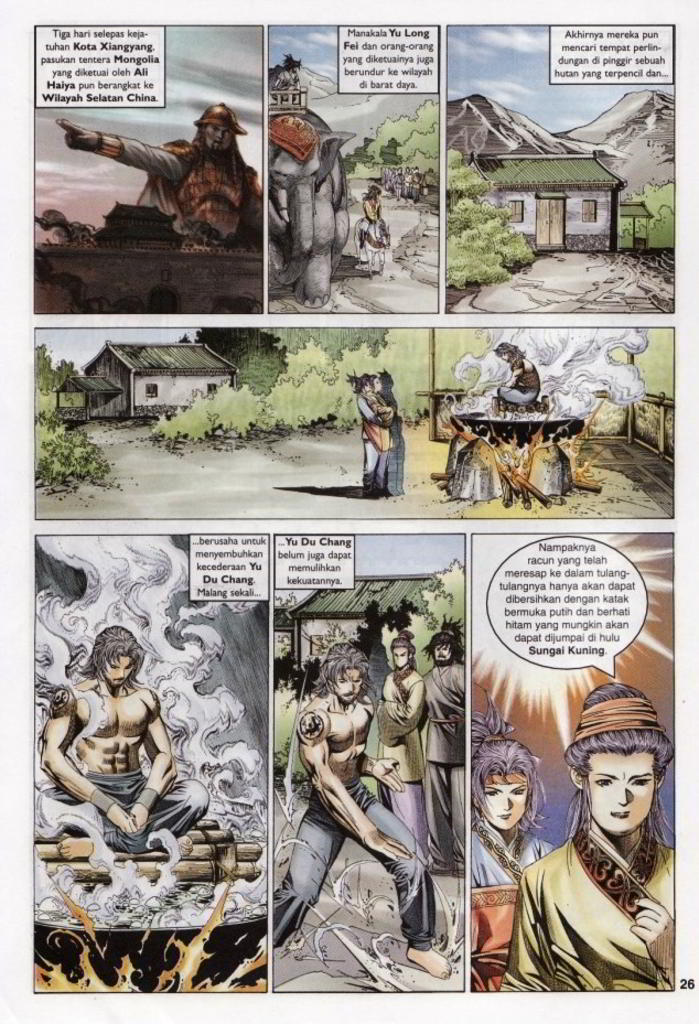 Tiga hari selepas keja-
tuhan Kota Xiangyang,
pasukan tentera Mongolia
yang diketuai oleh Ali
Haiya pun berangkat ke
Wilayah Selatan China.
Manakala Yu Long
Fei dan orang-orang
yang diketuainya juga
berundur ke wilayah
di barat daya.
Akhirnya mereka pun
mencari tempat perlin-
dungan di pinggir sebuah
hutan yang terpencil dan...
...berusaha untuk
menyembuhkan
kecederaan Yu
Du Chang.
Malang sekali...
...Yu Du Chang
belum juga dapat
memulihkan
kekuatannya.
Nampaknya
racun yang telah
meresap ke dalam tulang-
tulangnya hanya akan dapat
dibersihkan dengan katak
bermuka putih dan berhati
hitam yang mungkin akan
dapat dijumpai di hulu
Sungai Kuning.
26